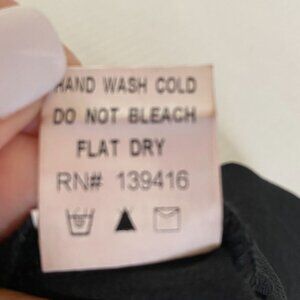 HAND WASH COLD
DO NOT BLEACH
FLAT DRY
RN# 139416